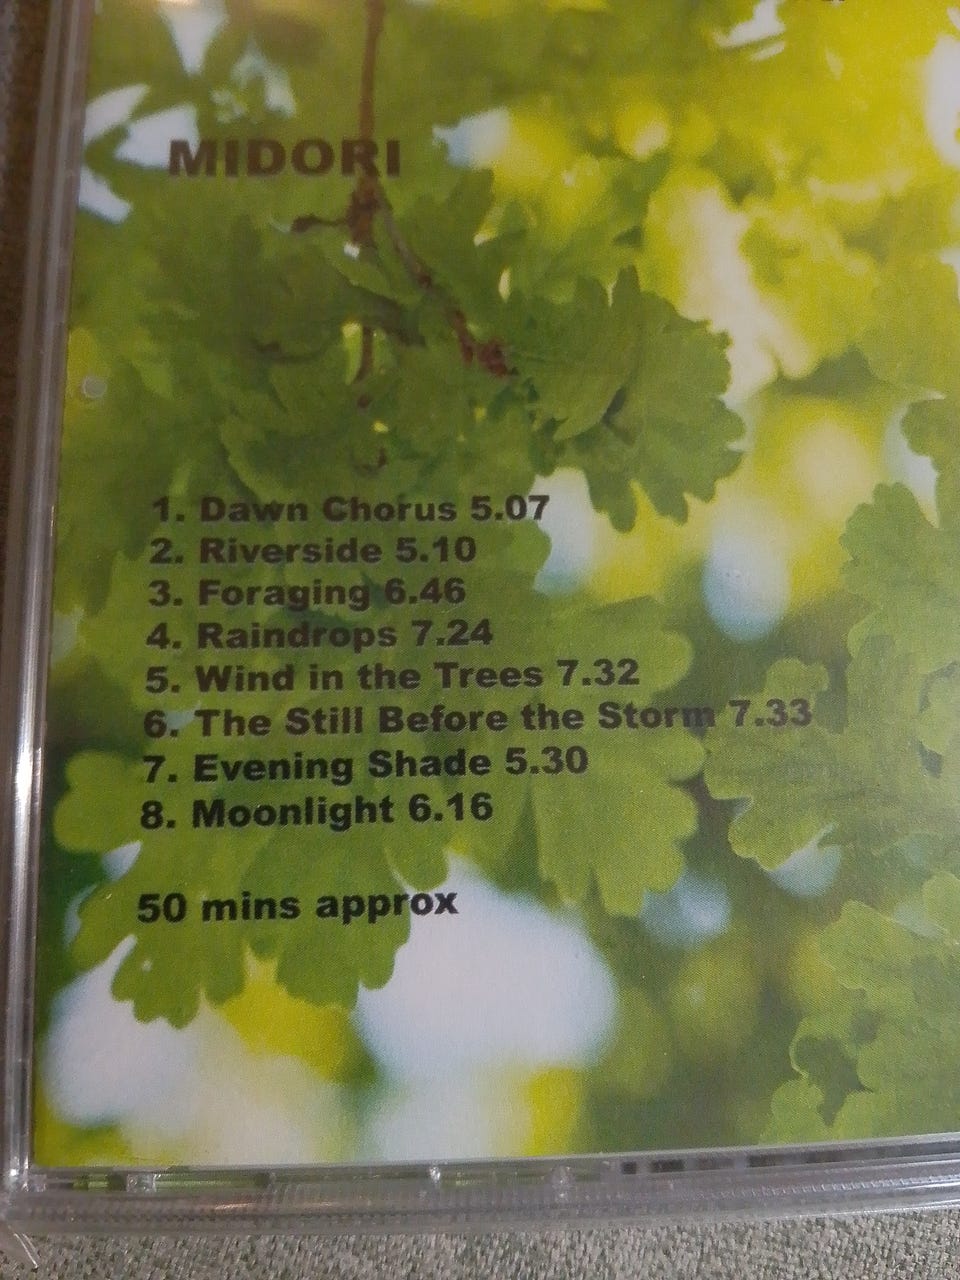 MIDORI
1. Dawn Chorus 5.07
2. Riverside 5.10
3. Foraging 6.46
4. Raindrops 7.24
5. Wind in the Trees 7.32
6. The Still Before the Storm 7.33
7. Evening Shade 5.30
8. Moonlight 6.16
50 mins approx